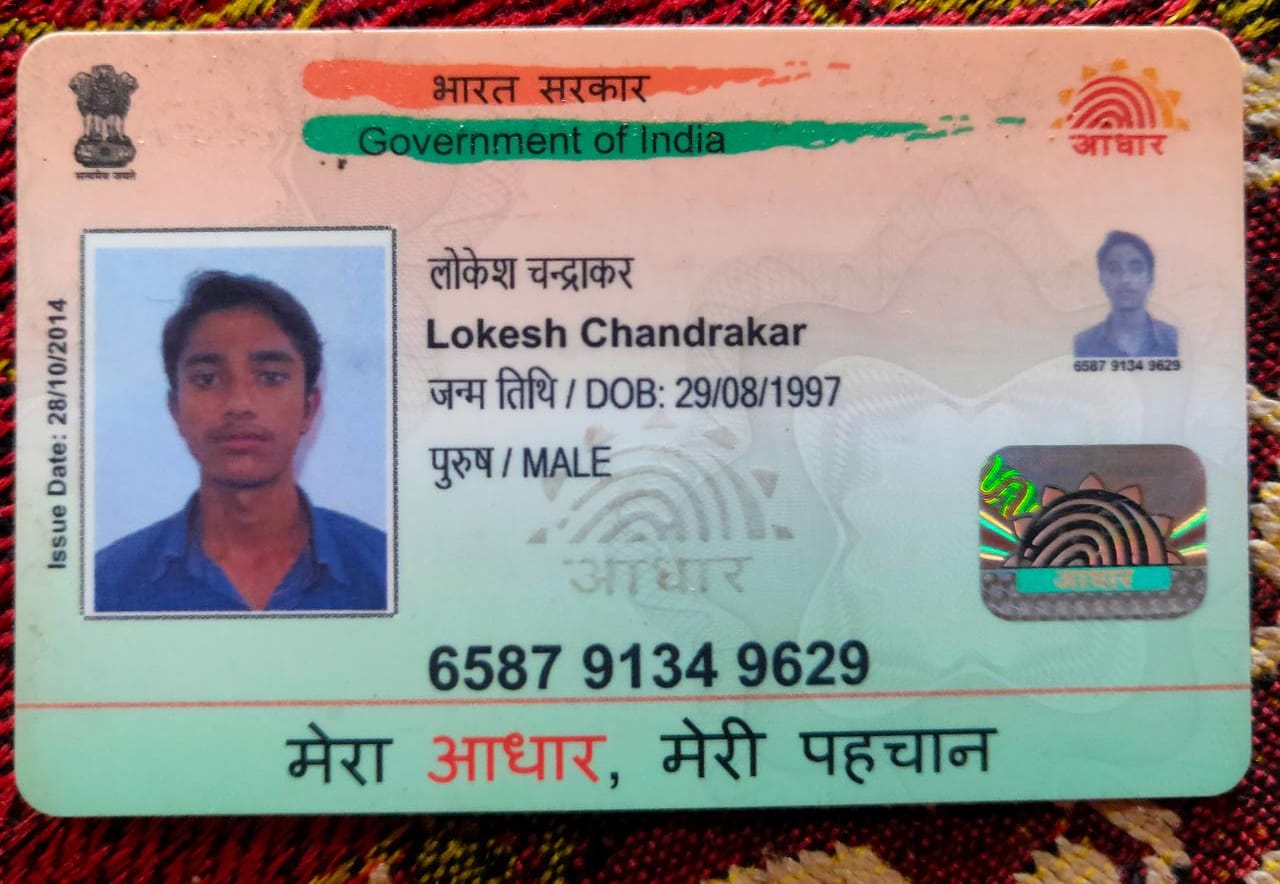 भारत सरकार
Government of India
सत्यमेव जयते
आधार
Issue Date: 28/10/2014
लोकेश चन्द्राकर
Lokesh Chandrakar
जन्म तिथि / DOB: 29/08/1997
पुरुष / MALE
6587 9134 9629
आधार
आधार
6587 9134 9629
मेरा आधार, मेरी पहचान